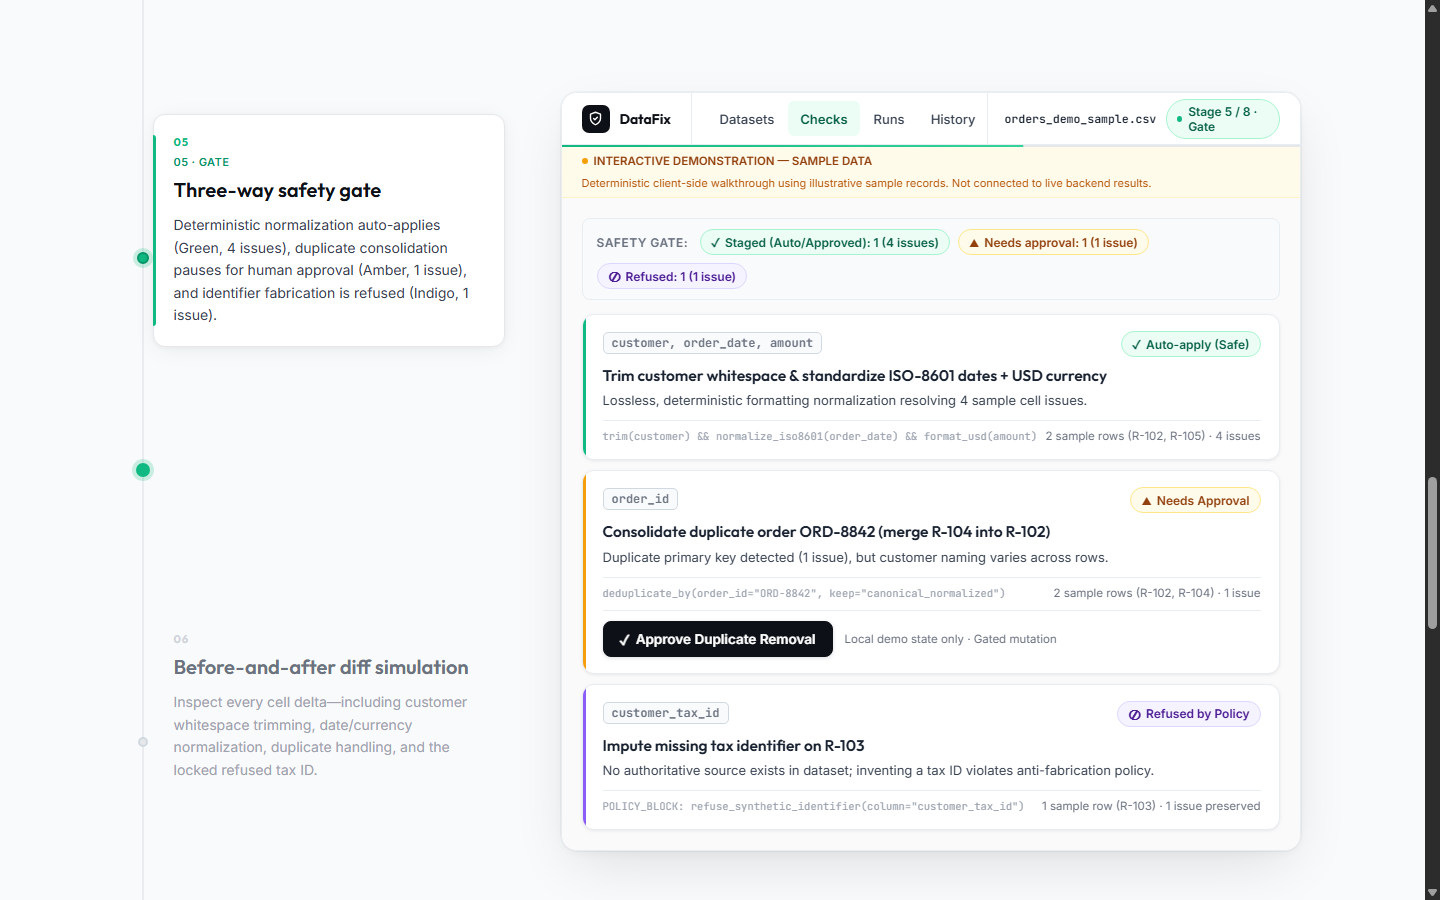 05
05 · GATE
Three-way safety gate
Deterministic normalization auto-applies
(Green, 4 issues), duplicate consolidation
pauses for human approval (Amber, 1 issue),
and identifier fabrication is refused (Indigo, 1
issue).
06
Before-and-after diff simulation
Inspect every cell delta—including customer
whitespace trimming, date/currency
normalization, duplicate handling, and the
locked refused tax ID.
DataFix
Datasets
Checks
Runs
History
orders_demo_sample.csv
Stage 5 / 8 ·
Gate
INTERACTIVE DEMONSTRATION — SAMPLE DATA
Deterministic client-side walkthrough using illustrative sample records. Not connected to live backend results.
SAFETY GATE:
✓ Staged (Auto/Approved): 1 (4 issues)
▲ Needs approval: 1 (1 issue)
Refused: 1 (1 issue)
customer, order_date, amount
✓ Auto-apply (Safe)
Trim customer whitespace & standardize ISO-8601 dates + USD currency
Lossless, deterministic formatting normalization resolving 4 sample cell issues.
trim(customer) && normalize_iso8601(order_date) && format_usd(amount)
2 sample rows (R-102, R-105) · 4 issues
order_id
▲ Needs Approval
Consolidate duplicate order ORD-8842 (merge R-104 into R-102)
Duplicate primary key detected (1 issue), but customer naming varies across rows.
deduplicate_by(order_id="ORD-8842", keep="canonical_normalized")
2 sample rows (R-102, R-104) · 1 issue
✓ Approve Duplicate Removal
Local demo state only · Gated mutation
customer_tax_id
Refused by Policy
Impute missing tax identifier on R-103
No authoritative source exists in dataset; inventing a tax ID violates anti-fabrication policy.
POLICY_BLOCK: refuse_synthetic_identifier(column="customer_tax_id")
1 sample row (R-103) · 1 issue preserved